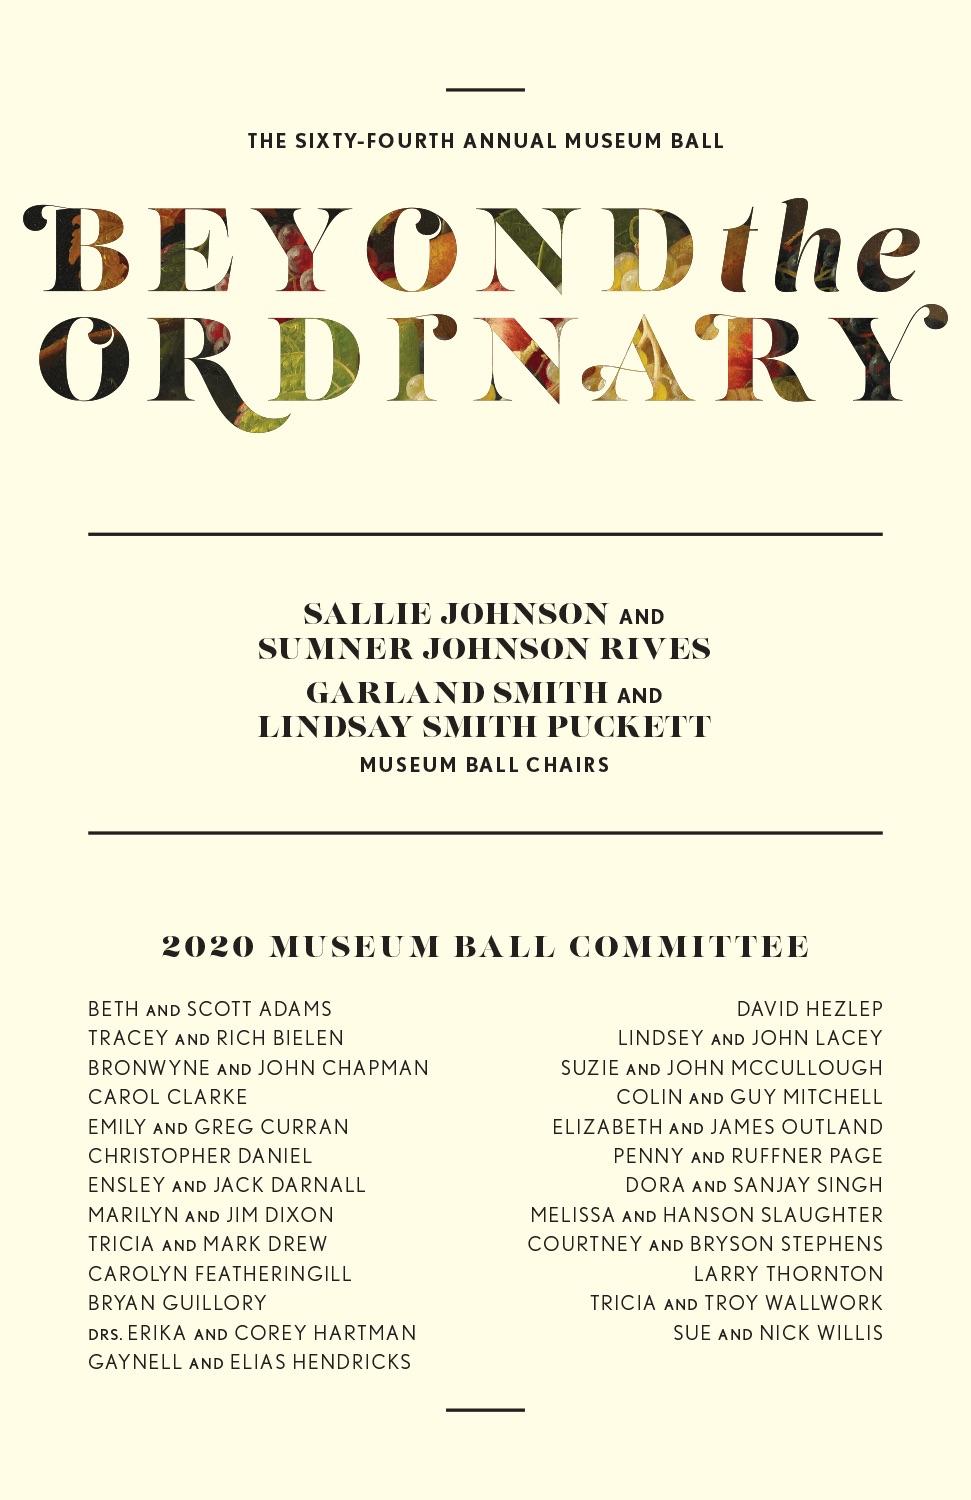 THE SIXTY-FOURTH ANNUAL MUSEUM BALL
BEYOND the
ORDINARY
SALLIE JOHNSON AND
SUMNER JOHNSON RIVES
GARLAND SMITH AND
LINDSAY SMITH PUCKETT
MUSEUM BALL CHAIRS
2020 MUSEUM BALL COMMITTEE
BETH AND SCOTT ADAMS
TRACEY AND RICH BIELEN
BRONWYNE AND JOHN CHAPMAN
CAROL CLARKE
EMILY AND GREG CURRAN
CHRISTOPHER DANIEL
ENSLEY AND JACK DARNALL
MARILYN AND JIM DIXON
TRICIA AND MARK DREW
CAROLYN FEATHERINGILL
BRYAN GUILLORY
DRS. ERIKA AND COREY HARTMAN
GAYNELL AND ELIAS HENDRICKS
DAVID HEZLEP
LINDSEY AND JOHN LACEY
SUZIE AND JOHN MCCULLOUGH
COLIN AND GUY MITCHELL
ELIZABETH AND JAMES OUTLAND
PENNY AND RUFFNER PAGE
DORA AND SANJAY SINGH
MELISSA AND HANSON SLAUGHTER
COURTNEY AND BRYSON STEPHENS
LARRY THORNTON
TRICIA AND TROY WALLWORK
SUE AND NICK WILLIS